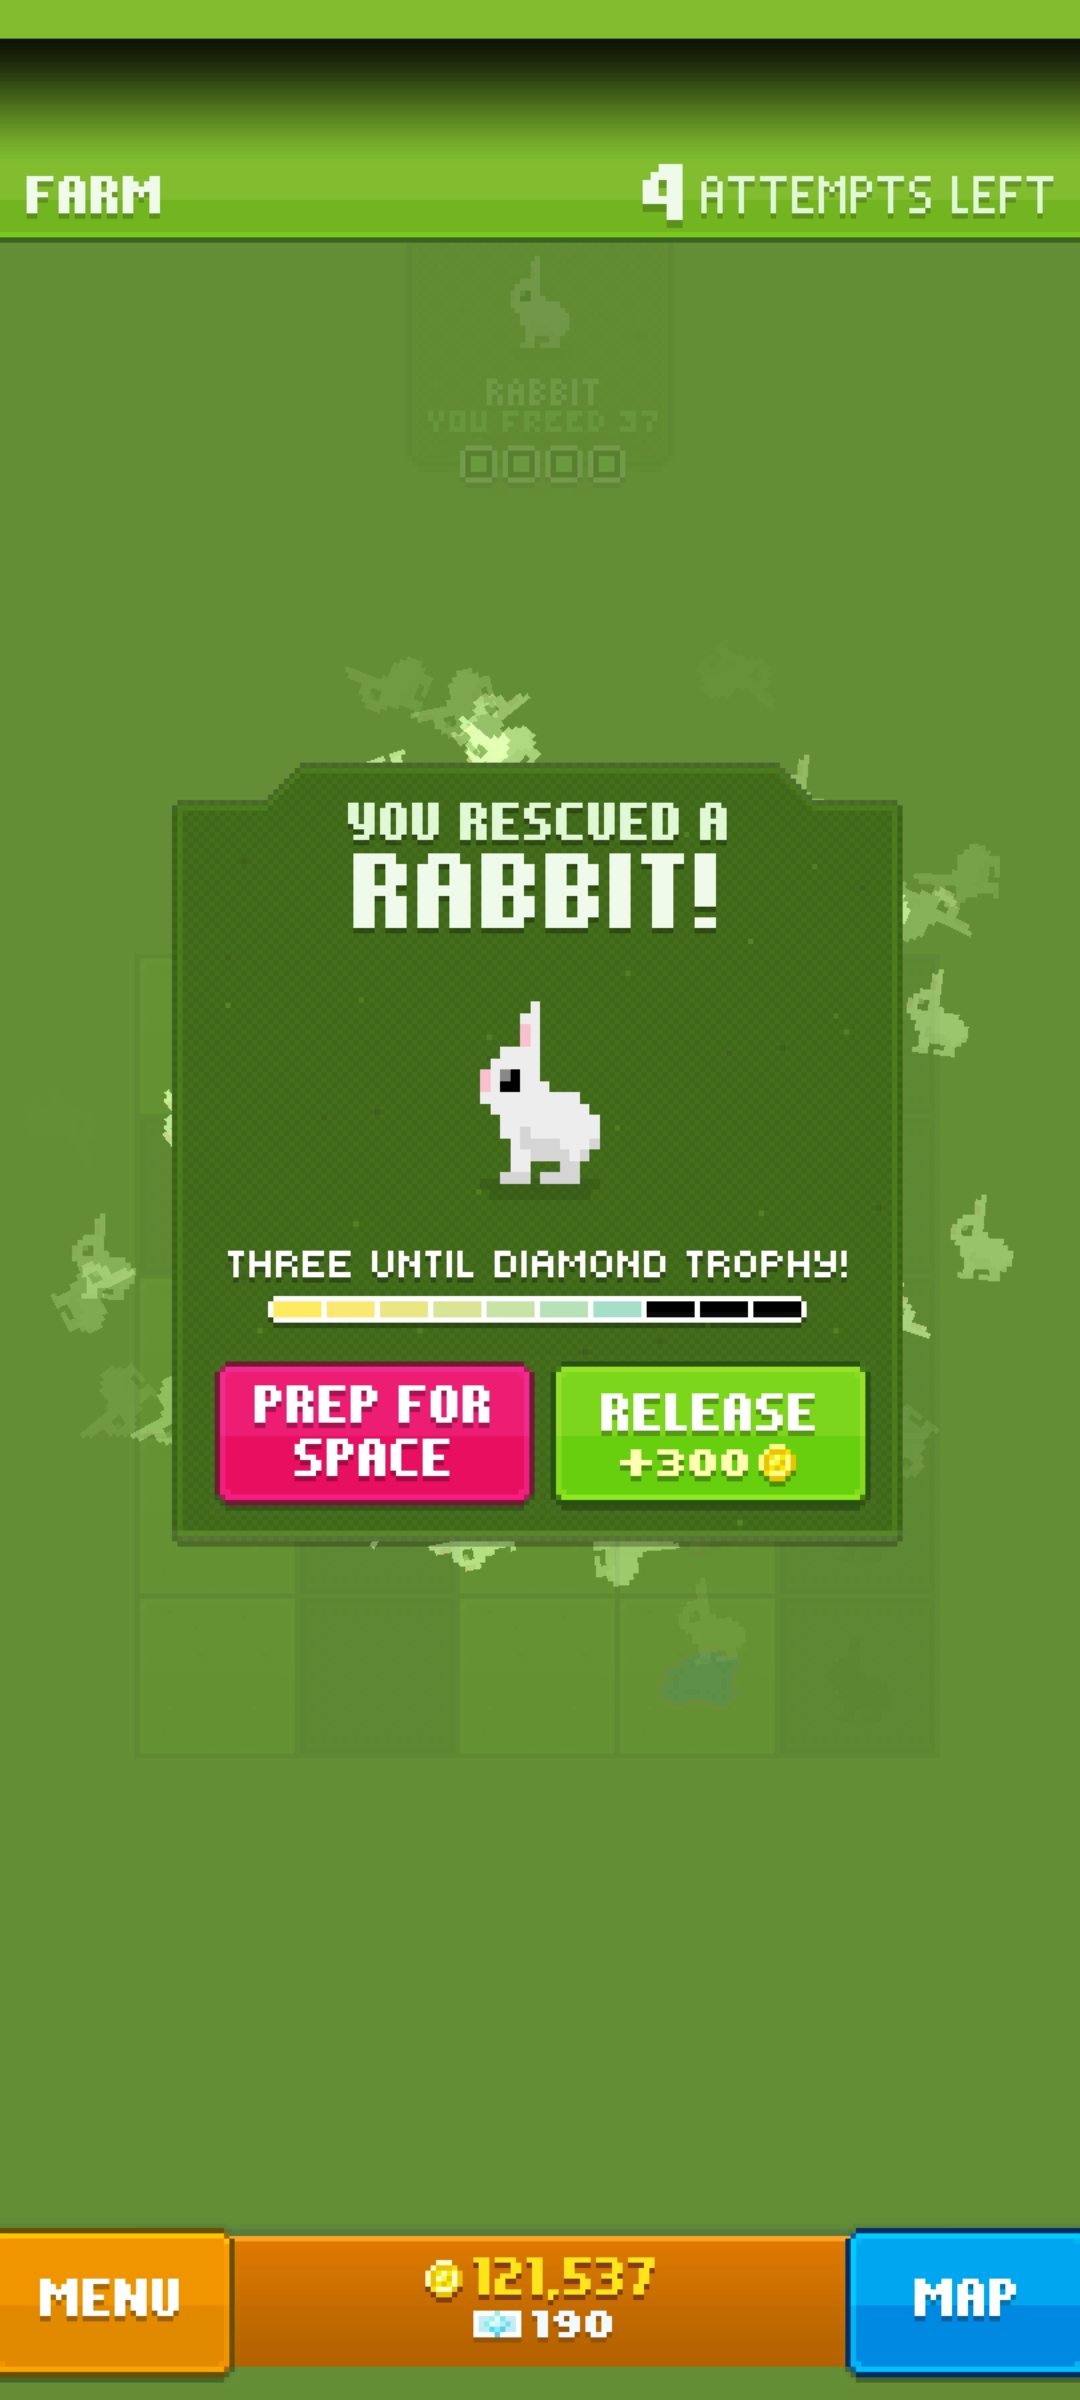 FARM
9 ATTEMPTS LEFT
RABBIT
YOU FREED 37
YOU RESCUED A
RABBIT!
THREE UNTIL DIAMOND TROPHY!
PREP FOR
SPACE
RELEASE
+300
MENU
121,537
190
MAP